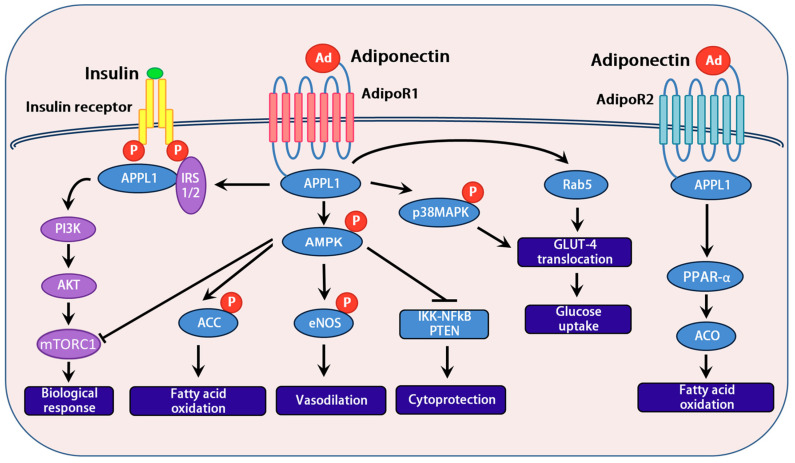 Insulin
Insulin receptor
P
P
APPL1
IRS
1/2
PI3K
AKT
mTORC1
Biological
response
Ad
Adiponectin
AdipoR1
APPL1
AMPK
P
ACC
P
Fatty acid
oxidation
eNOS
P
Vasodilation
IKK-NFkB
PTEN
Cytoprotection
p38MAPK
P
Rab5
GLUT-4
translocation
Glucose
uptake
Adiponectin
Ad
AdipoR2
APPL1
PPAR-α
ACO
Fatty acid
oxidation